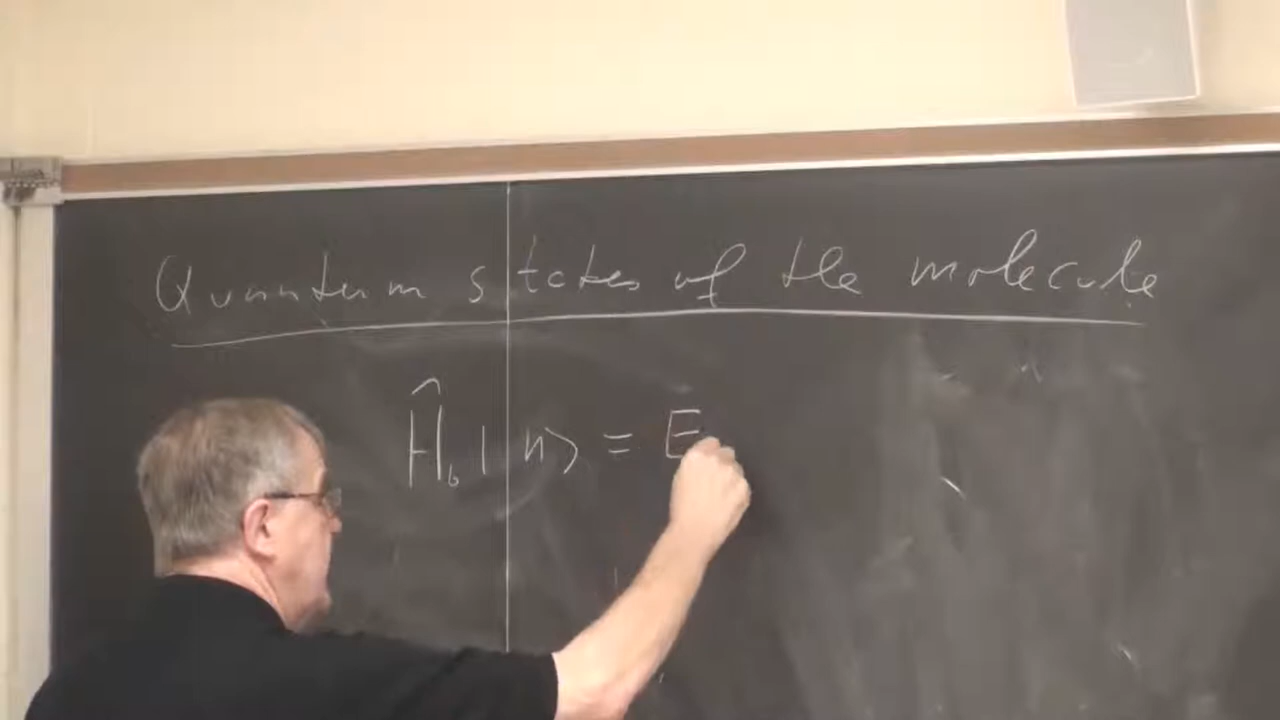 Quantum states of the molecule
Ĥ₀|n> = E